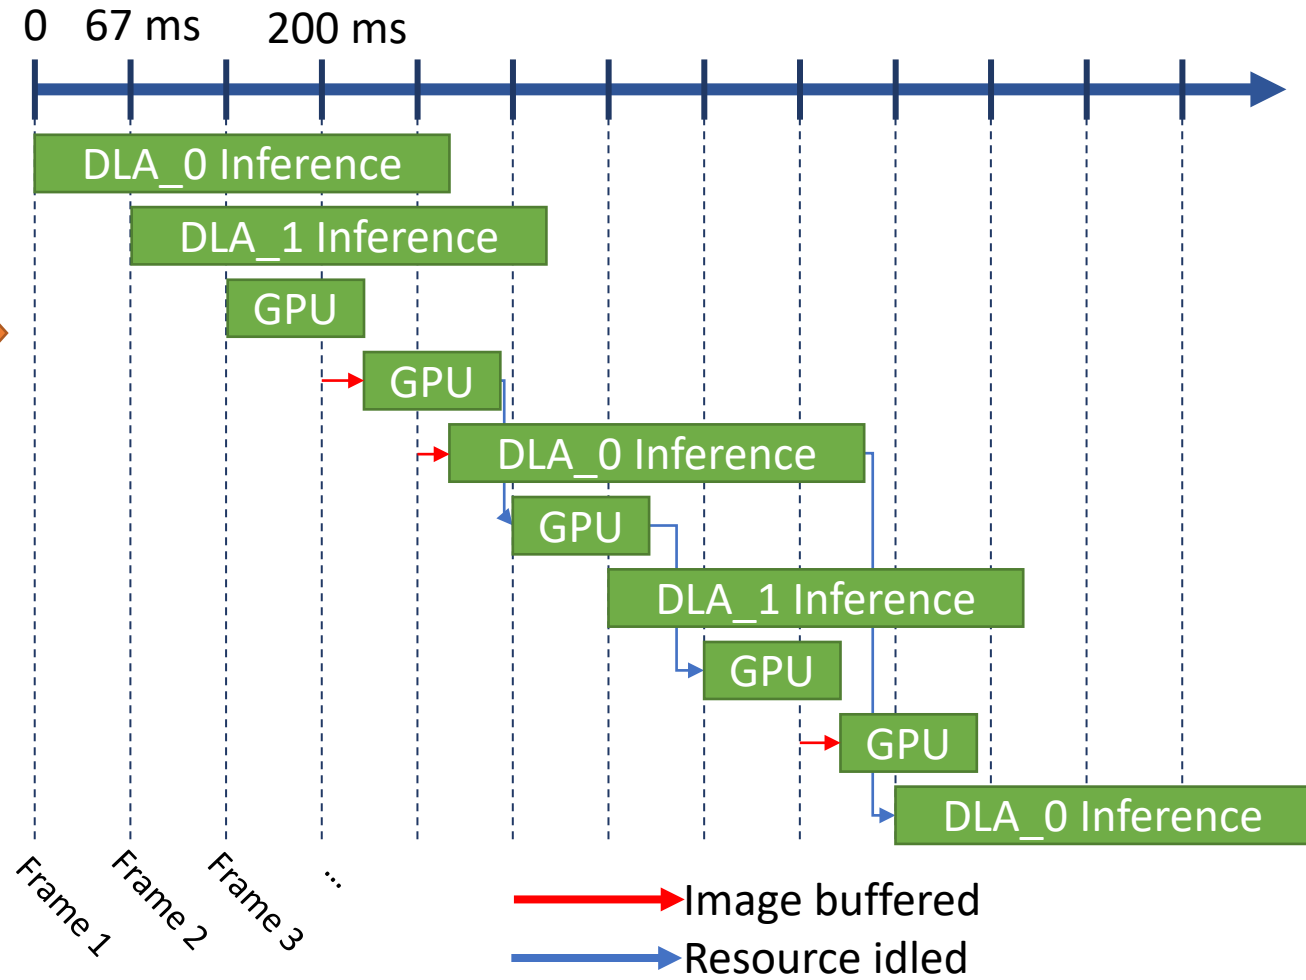 0 67 ms 200 ms
DLA_0 Inference
DLA_1 Inference
GPU
GPU
DLA_0 Inference
GPU
DLA_1 Inference
GPU
GPU
DLA_0 Inference
Frame 1
Frame 2
Frame 3
...
Image buffered
Resource idled